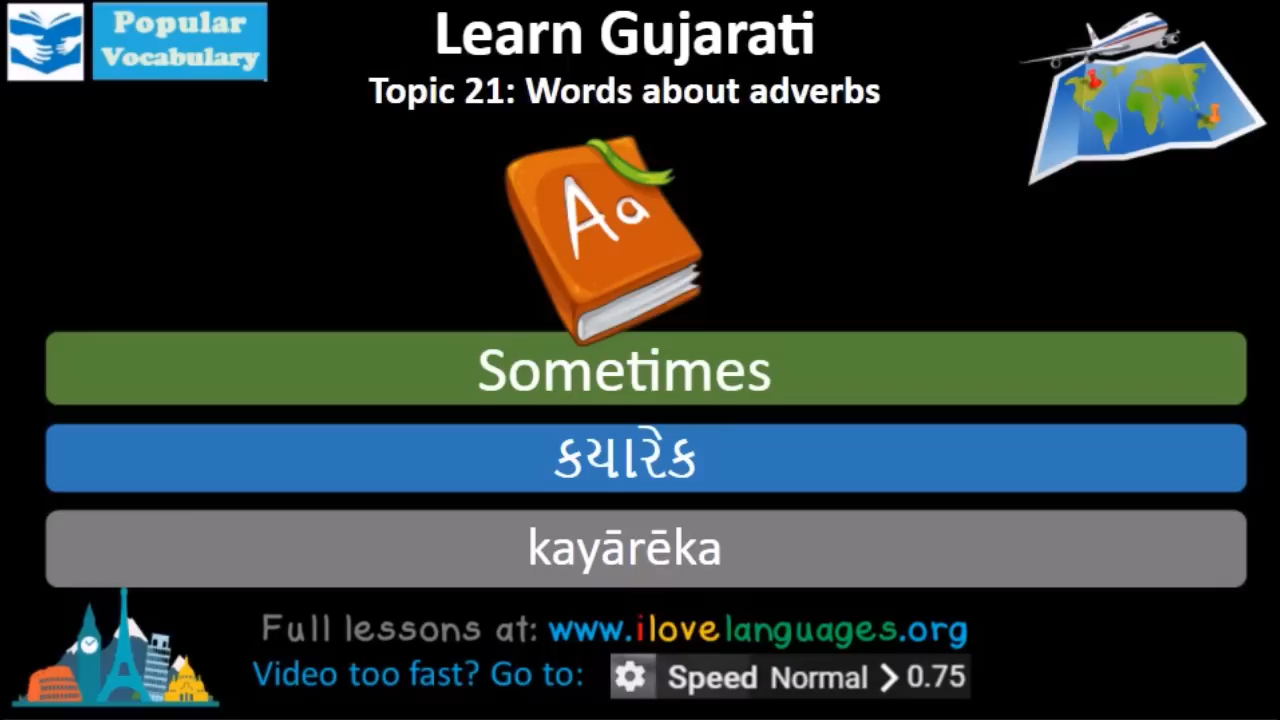 Popular
Vocabulary
Learn Gujarati
Topic 21: Words about adverbs
Aa
Sometimes
કયારેક
kayārēka
Full lessons at: www.ilovelanguages.org
Video too fast? Go to: Speed Normal > 0.75